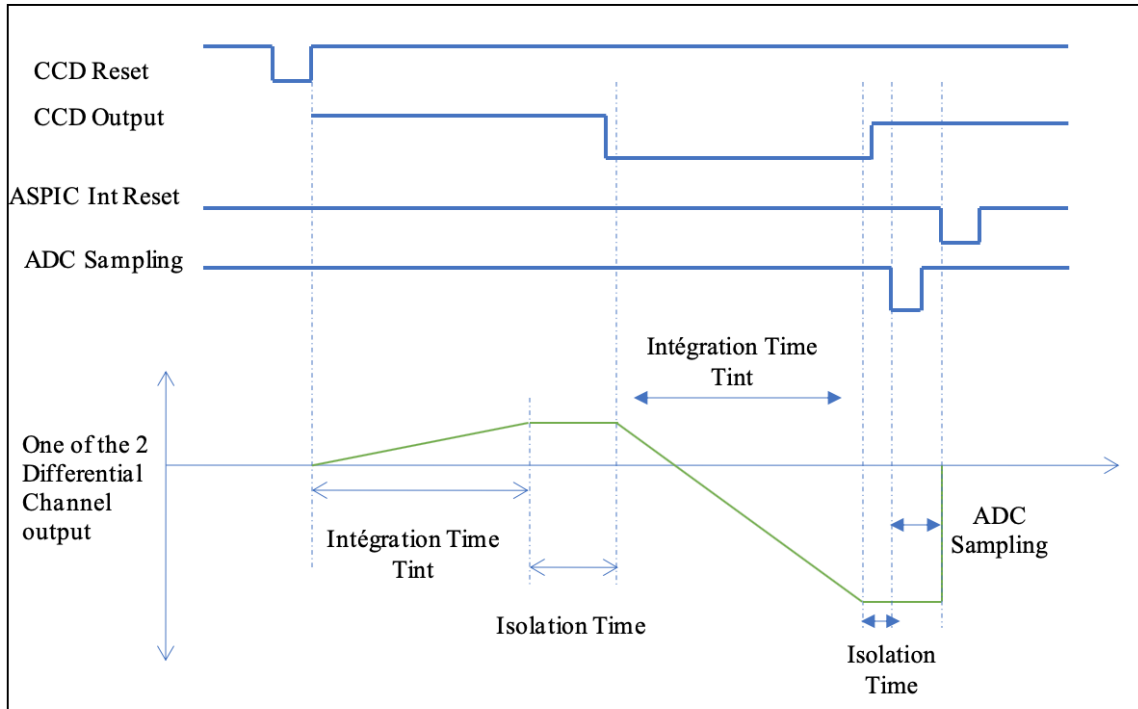 CCD Reset
CCD Output
ASPIC Int Reset
ADC Sampling
Intégration Time
Tint
One of the 2
Differential
Channel
output
ADC
Sampling
Intégration Time
Tint
Isolation Time
Isolation
Time